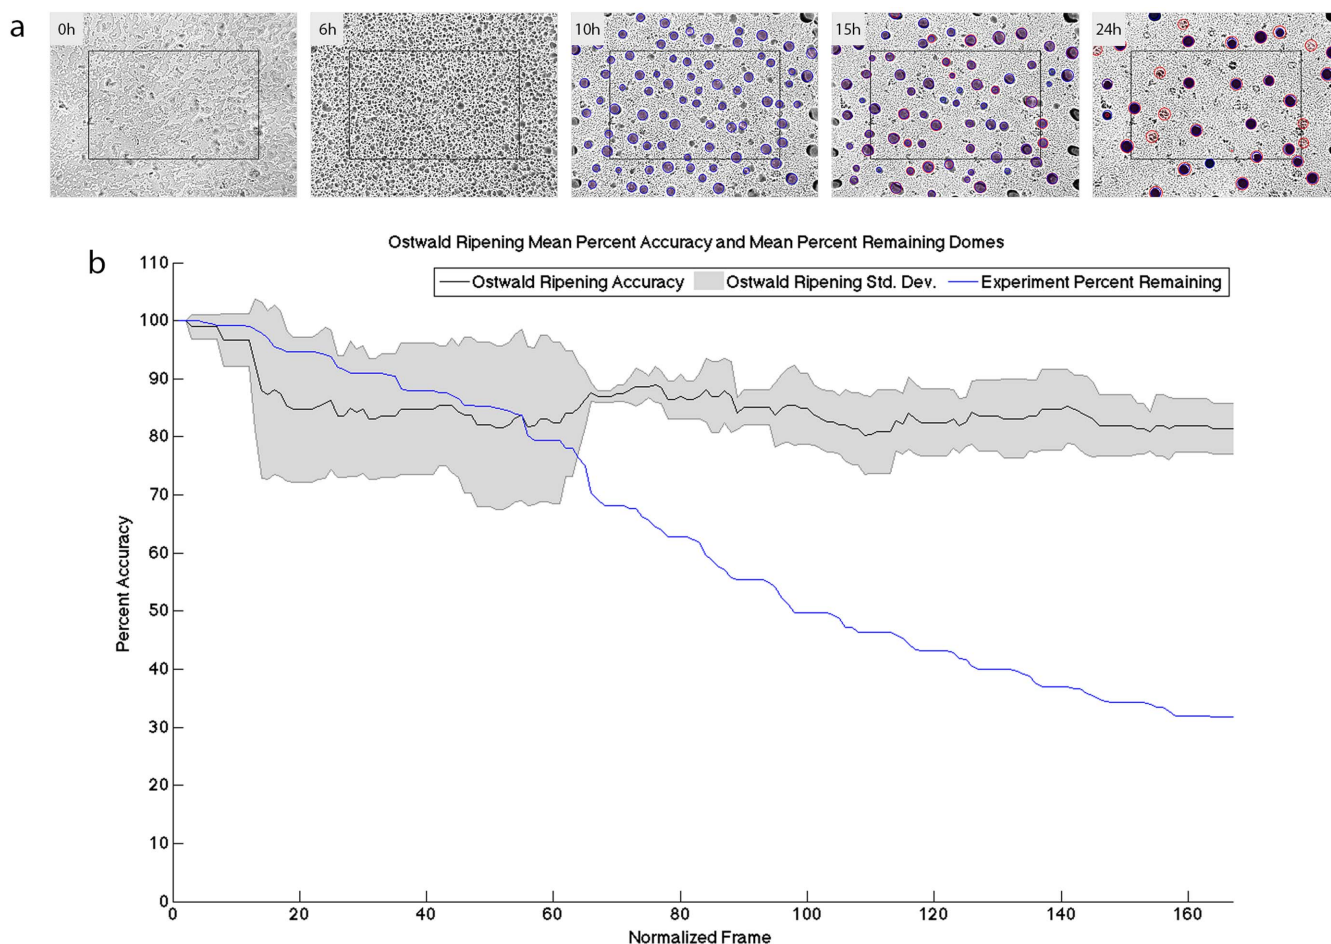 a
0h
6h
10h
15h
24h
b
Ostwald Ripening Mean Percent Accuracy and Mean Percent Remaining Domes
Ostwald Ripening Accuracy
Ostwald Ripening Std. Dev.
Experiment Percent Remaining
Percent Accuracy
110
100
90
80
70
60
50
40
30
20
10
0
0
20
40
60
80
100
120
140
160
Normalized Frame